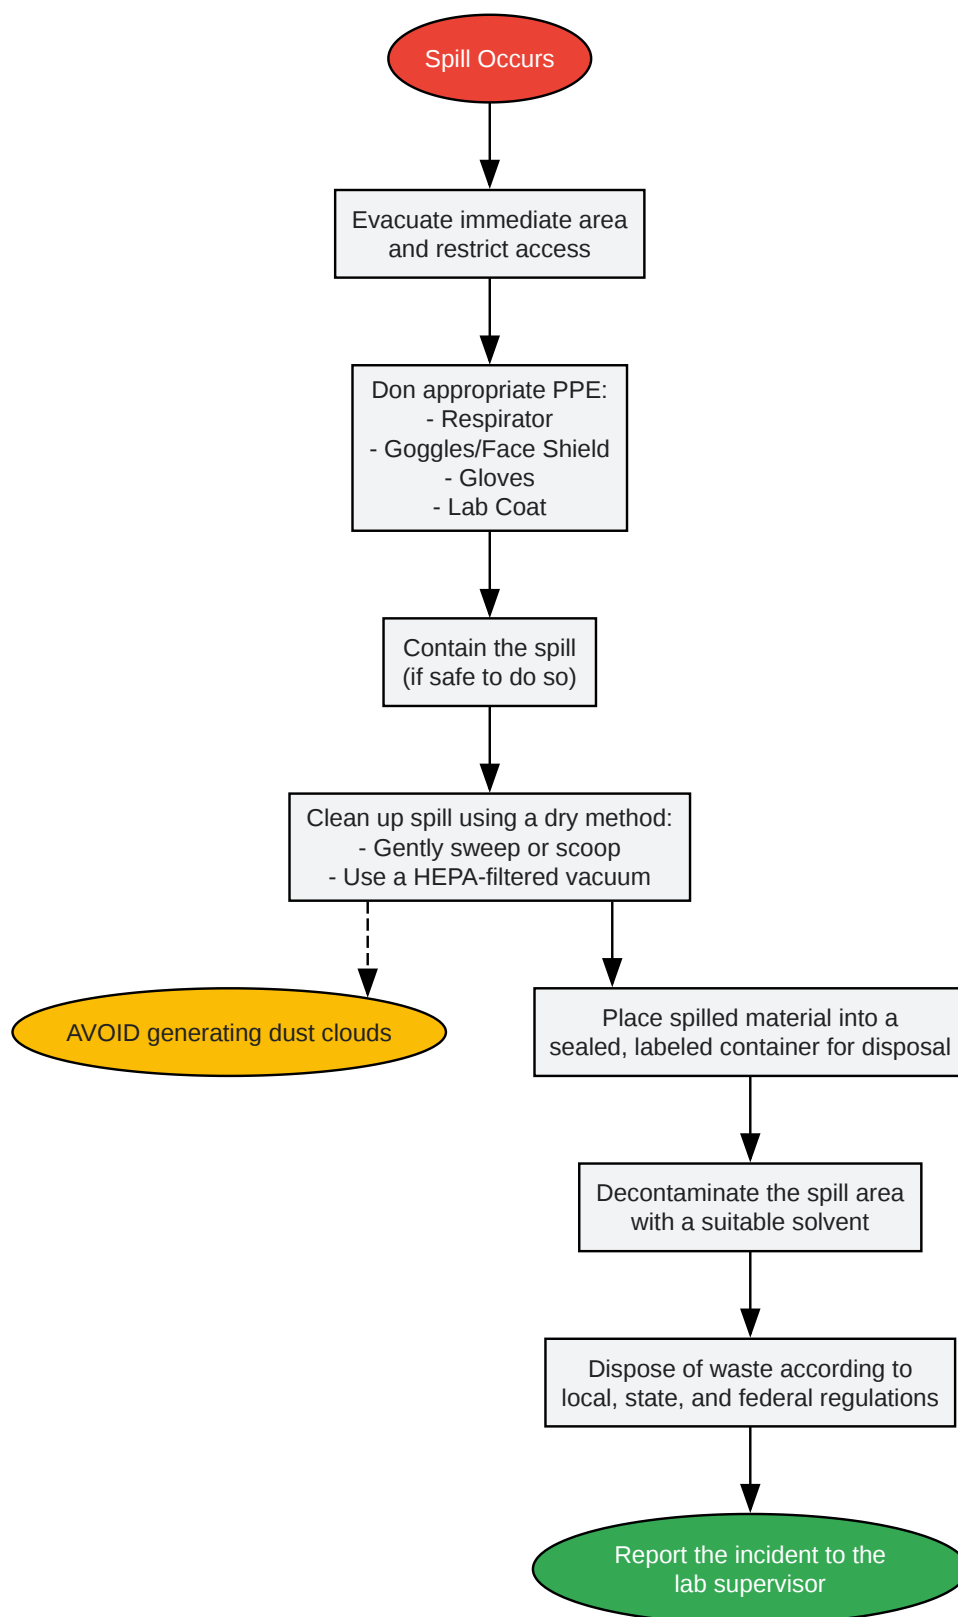 Spill Occurs
Evacuate immediate area
and restrict access
Don appropriate PPE:
- Respirator
- Goggles/Face Shield
- Gloves
- Lab Coat
Contain the spill
(if safe to do so)
Clean up spill using a dry method:
- Gently sweep or scoop
- Use a HEPA-filtered vacuum
AVOID generating dust clouds
Place spilled material into a
sealed, labeled container for disposal
Decontaminate the spill area
with a suitable solvent
Dispose of waste according to
local, state, and federal regulations
Report the incident to the
lab supervisor